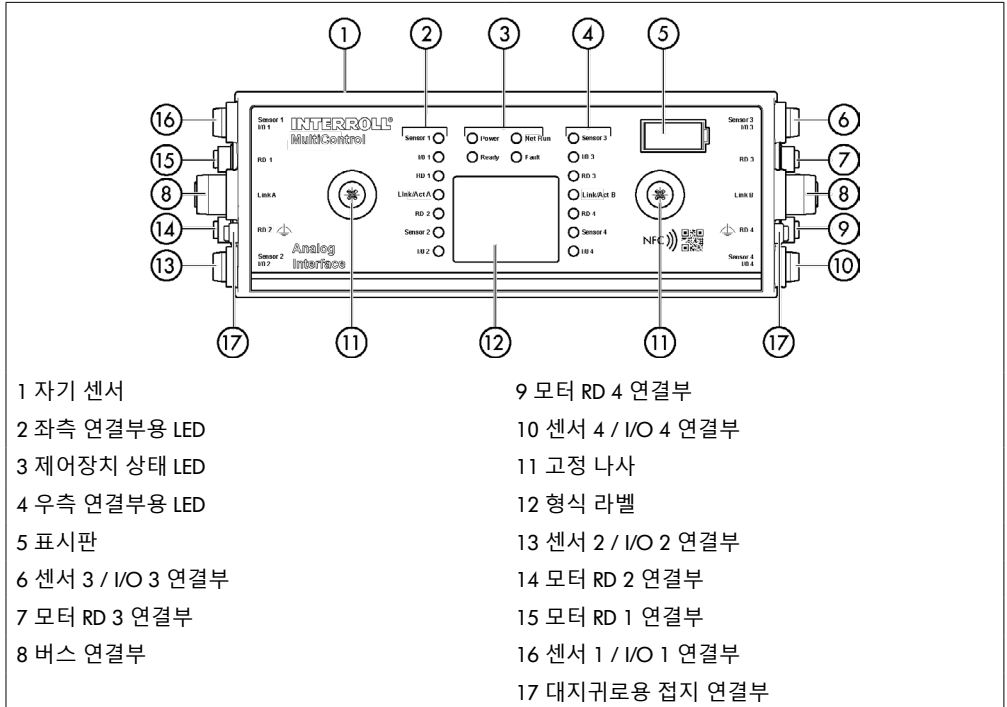 1 2 3 4 5
16 15 8 14 13
6 7 8 9 10
17 11 12 11 17
Sensor 1
I/O 1
INTERROLL®
MultiControl
RD 1
Link A
RD 2
Sensor 2
I/O 2
Analog
Interface
Sensor 1
I/O 1
RD 1
Link/Act A
RD 2
Sensor 2
I/O 2
Power Net Run
Ready Fault
Sensor 3
I/O 3
RD 3
Link/Act B
RD 4
Sensor 4
I/O 4
NFC
Sensor 3
I/O 3
RD 3
Link B
RD 4
Sensor 4
I/O 4
1 자기 센서
2 좌측 연결부용 LED
3 제어장치 상태 LED
4 우측 연결부용 LED
5 표시판
6 센서 3 / I/O 3 연결부
7 모터 RD 3 연결부
8 버스 연결부
9 모터 RD 4 연결부
10 센서 4 / I/O 4 연결부
11 고정 나사
12 형식 라벨
13 센서 2 / I/O 2 연결부
14 모터 RD 2 연결부
15 모터 RD 1 연결부
16 센서 1 / I/O 1 연결부
17 대지귀로용 접지 연결부